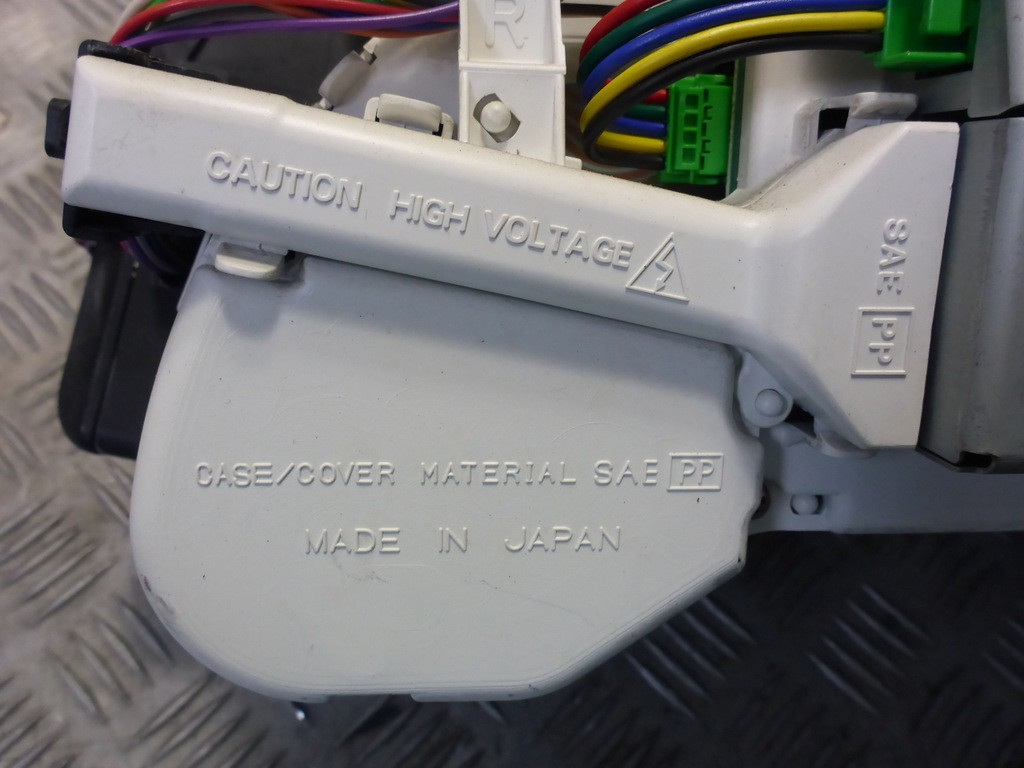 R
CAUTION HIGH VOLTAGE
SAE PP
CASE/COVER MATERIAL SAE PP
MADE IN JAPAN